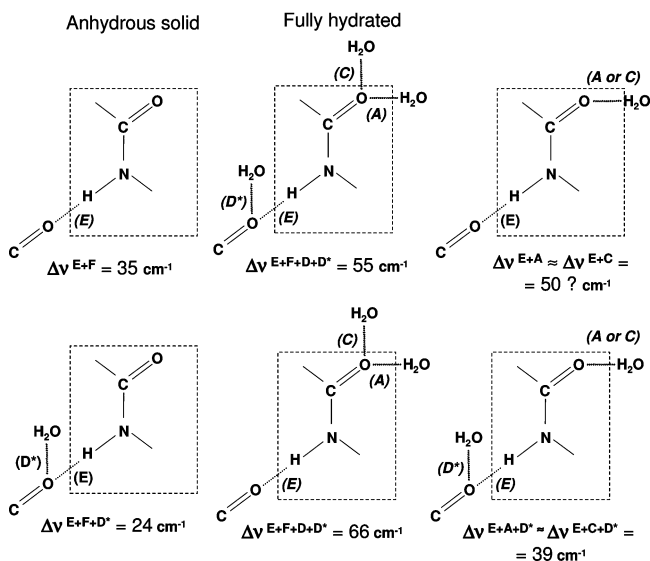 Anhydrous solid
Fully hydrated
H₂O
(C)
O
H₂O
(A)
C
N
H₂O
H
(D*)
O
(E)
C
Δν E+F+D+D* = 55 cm-1
O
C
N
H
O
(E)
C
Δν E+F = 35 cm-1
(A or C)
O
H₂O
C
N
H
O
(E)
C
Δν E+A ≈ Δν E+C =
= 50 ? cm-1
O
C
N
H₂O
H
(D*)
(E)
O
C
Δν E+F+D* = 24 cm-1
H₂O
(C)
O
H₂O
(A)
C
N
H
O
(E)
C
Δν E+F+D+D* = 66 cm-1
(A or C)
O
H₂O
C
N
H₂O
H
(D*)
O
(E)
C
Δν E+A+D* ≈ Δν E+C+D* =
= 39 cm-1